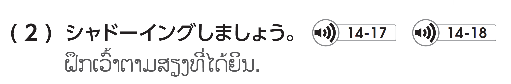 (2) シャドーイングしましょう。 14-17 14-18
ຝຶກເວົ້າຕາມສຽງທີ່ໄດ້ຍິນ.